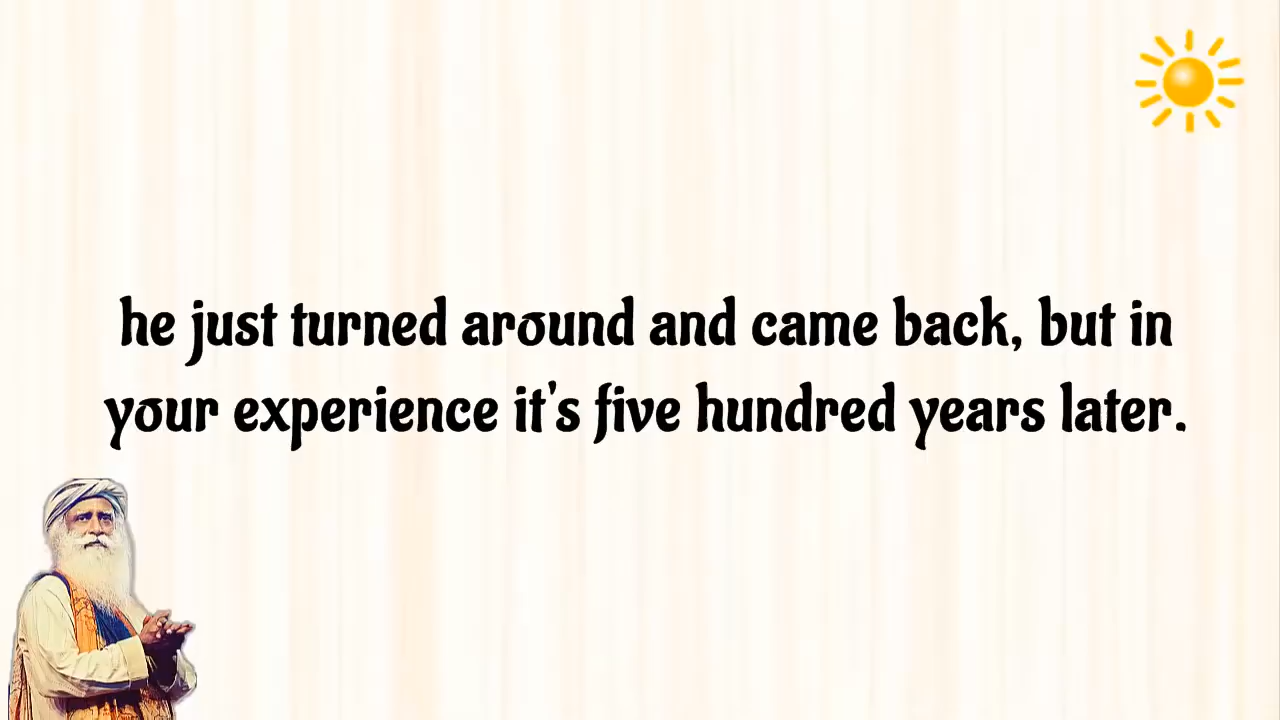 he just turned around and came back, but in
your experience it's five hundred years later.